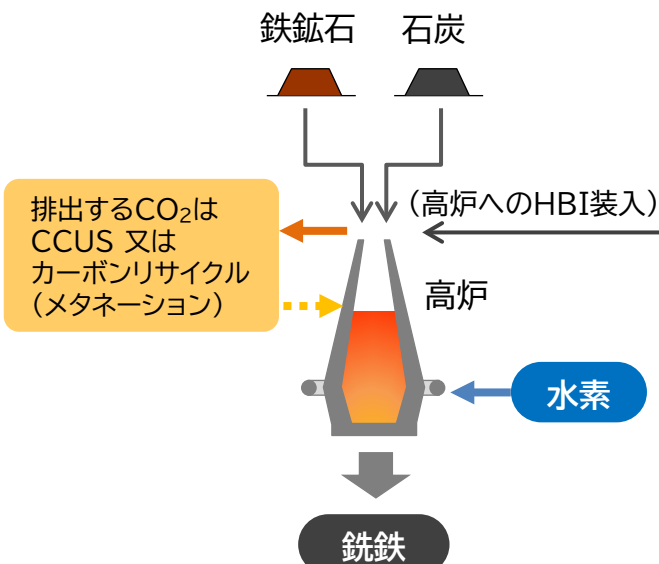 鉄鉱石
石炭
(高炉へのHBI装入)
排出するCO₂は
CCUS 又は
カーボンリサイクル
(メタネーション)
高炉
水素
銑鉄